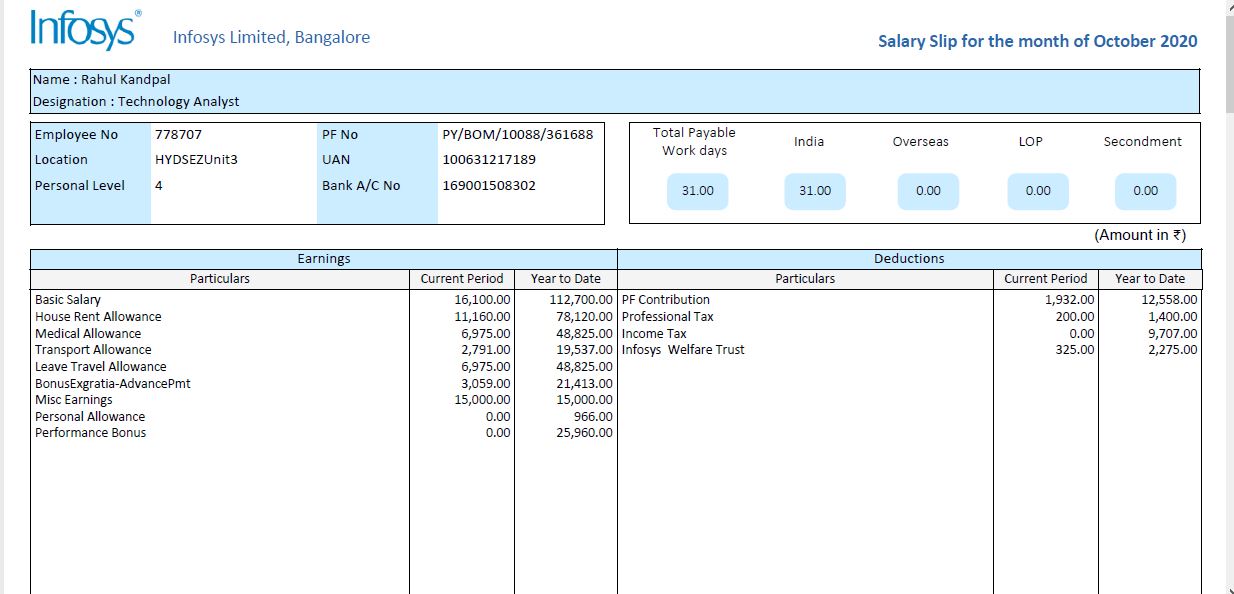 Infosys®
Infosys Limited, Bangalore
Salary Slip for the month of October 2020
Name : Rahul Kandpal
Designation : Technology Analyst
Employee No 778707 PF No PY/BOM/10088/361688
Location HYDSEZUnit3 UAN 100631217189
Personal Level 4 Bank A/C No 169001508302
Total Payable Work days India Overseas LOP Secondment
31.00 31.00 0.00 0.00 0.00
(Amount in ₹)
Earnings Deductions
Particulars Current Period Year to Date Particulars Current Period Year to Date
Basic Salary 16,100.00 112,700.00 PF Contribution 1,932.00 12,558.00
House Rent Allowance 11,160.00 78,120.00 Professional Tax 200.00 1,400.00
Medical Allowance 6,975.00 48,825.00 Income Tax 0.00 9,707.00
Transport Allowance 2,791.00 19,537.00 Infosys Welfare Trust 325.00 2,275.00
Leave Travel Allowance 6,975.00 48,825.00
BonusExgratia-AdvancePmt 3,059.00 21,413.00
Misc Earnings 15,000.00 15,000.00
Personal Allowance 0.00 966.00
Performance Bonus 0.00 25,960.00